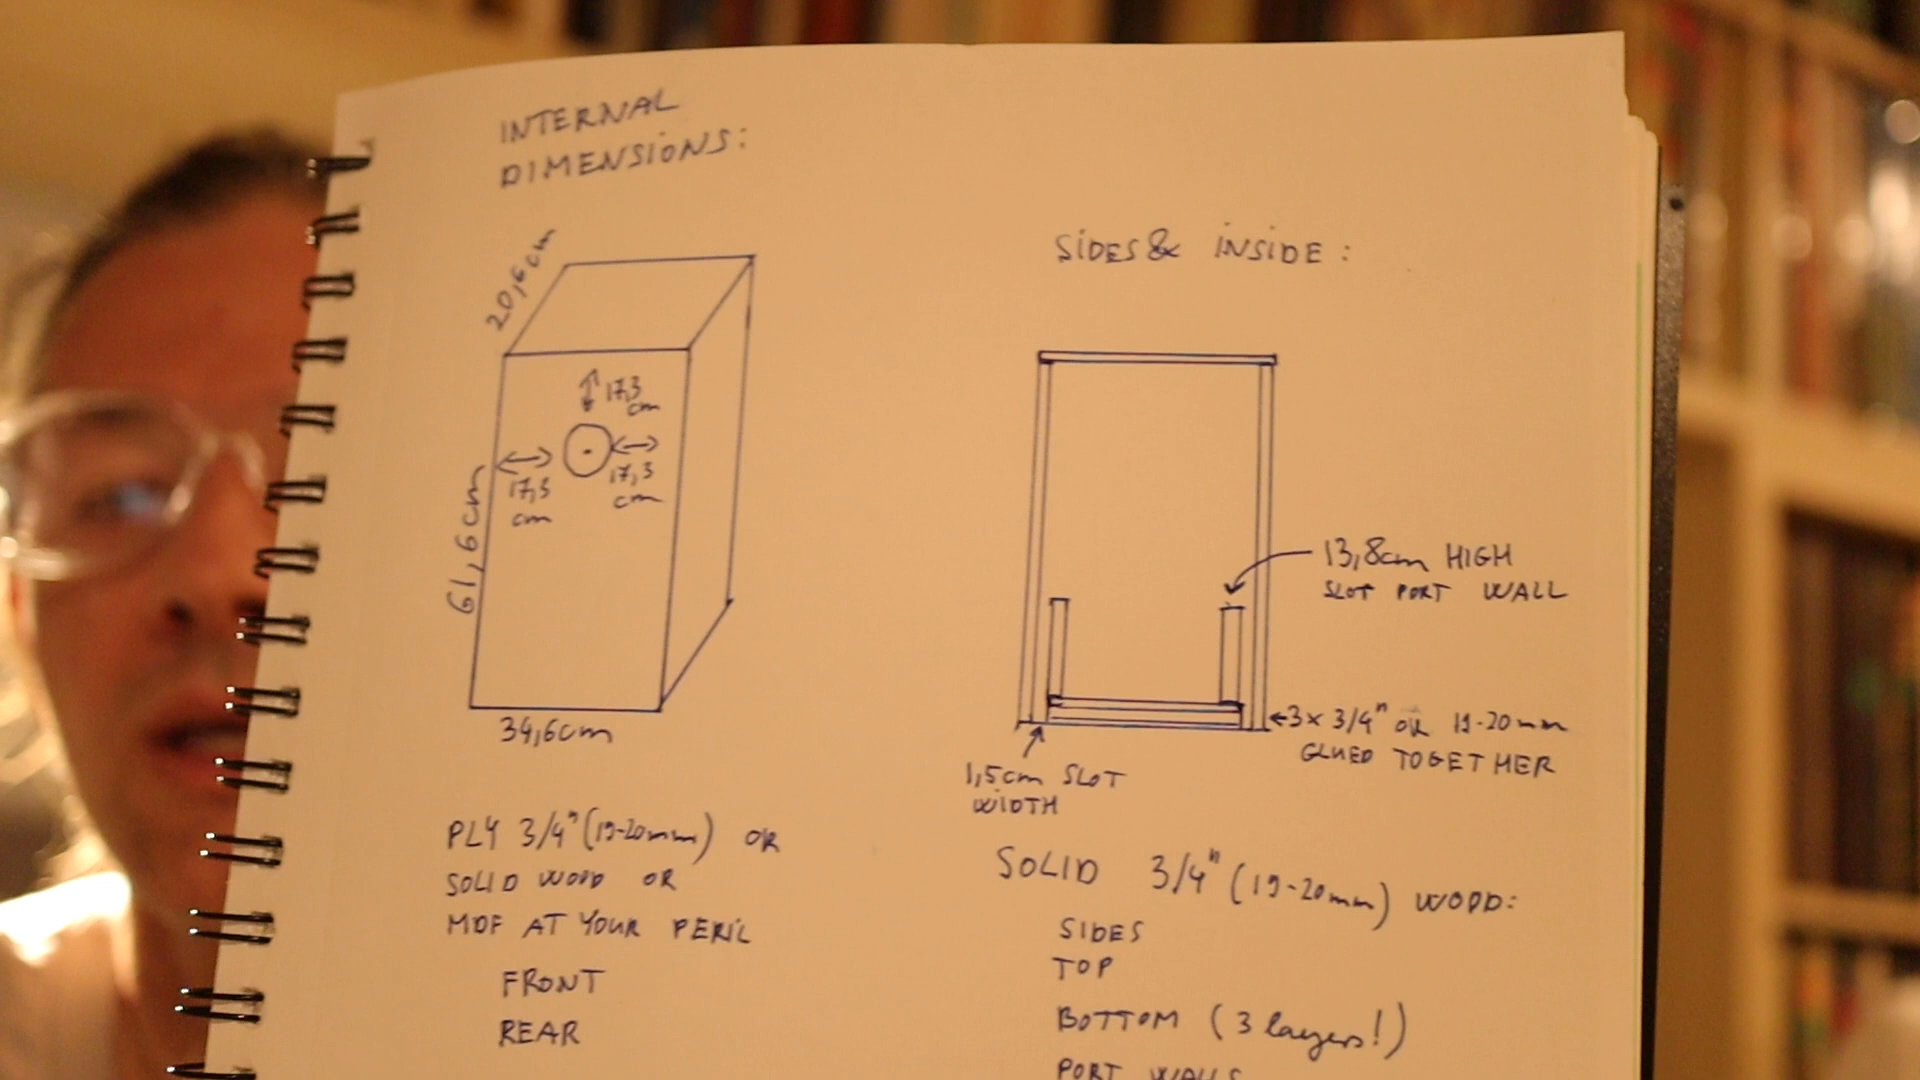 INTERNAL
DIMENSIONS:
20,6cm
17,3
cm
17,3
cm
17,3
cm
61,6cm
34,6cm
PLY 3/4" (19-20mm) OR
SOLID WOOD OR
MDF AT YOUR PERIL
FRONT
REAR
SIDES & INSIDE:
13,8cm HIGH
SLOT PORT WALL
3x 3/4" OR 19-20mm
GLUED TOGETHER
1,5cm SLOT
WIDTH
SOLID 3/4" (19-20mm) WOOD:
SIDES
TOP
BOTTOM (3 layers!)
PORT WALLS